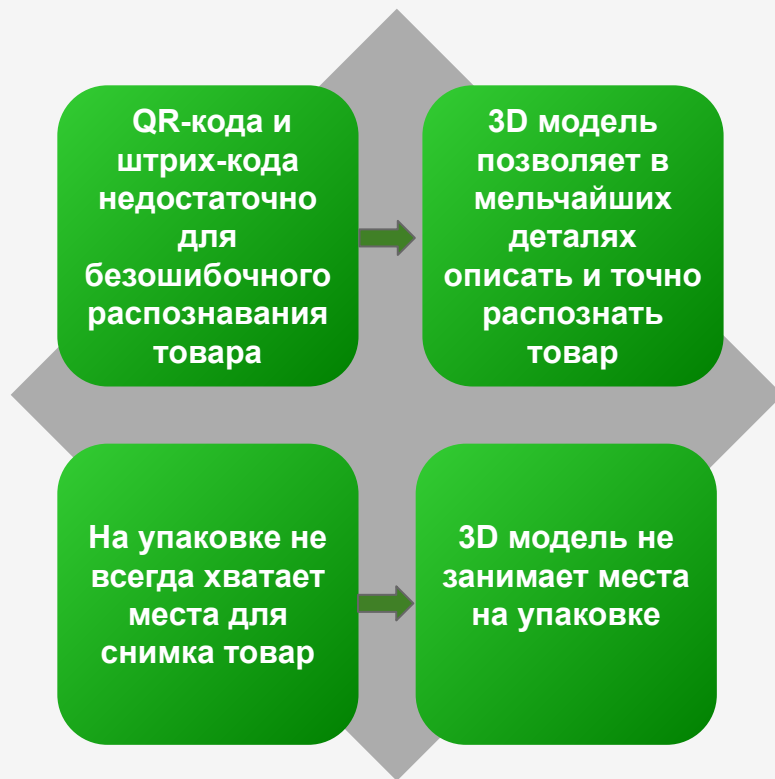 QR-кода и
штрих-кода
недостаточно
для
безошибочного
распознавания
товара
3D модель
позволяет в
мельчайших
деталях
описать и точно
распознать
товар
На упаковке не
всегда хватает
места для
снимка товар
3D модель не
занимает места
на упаковке